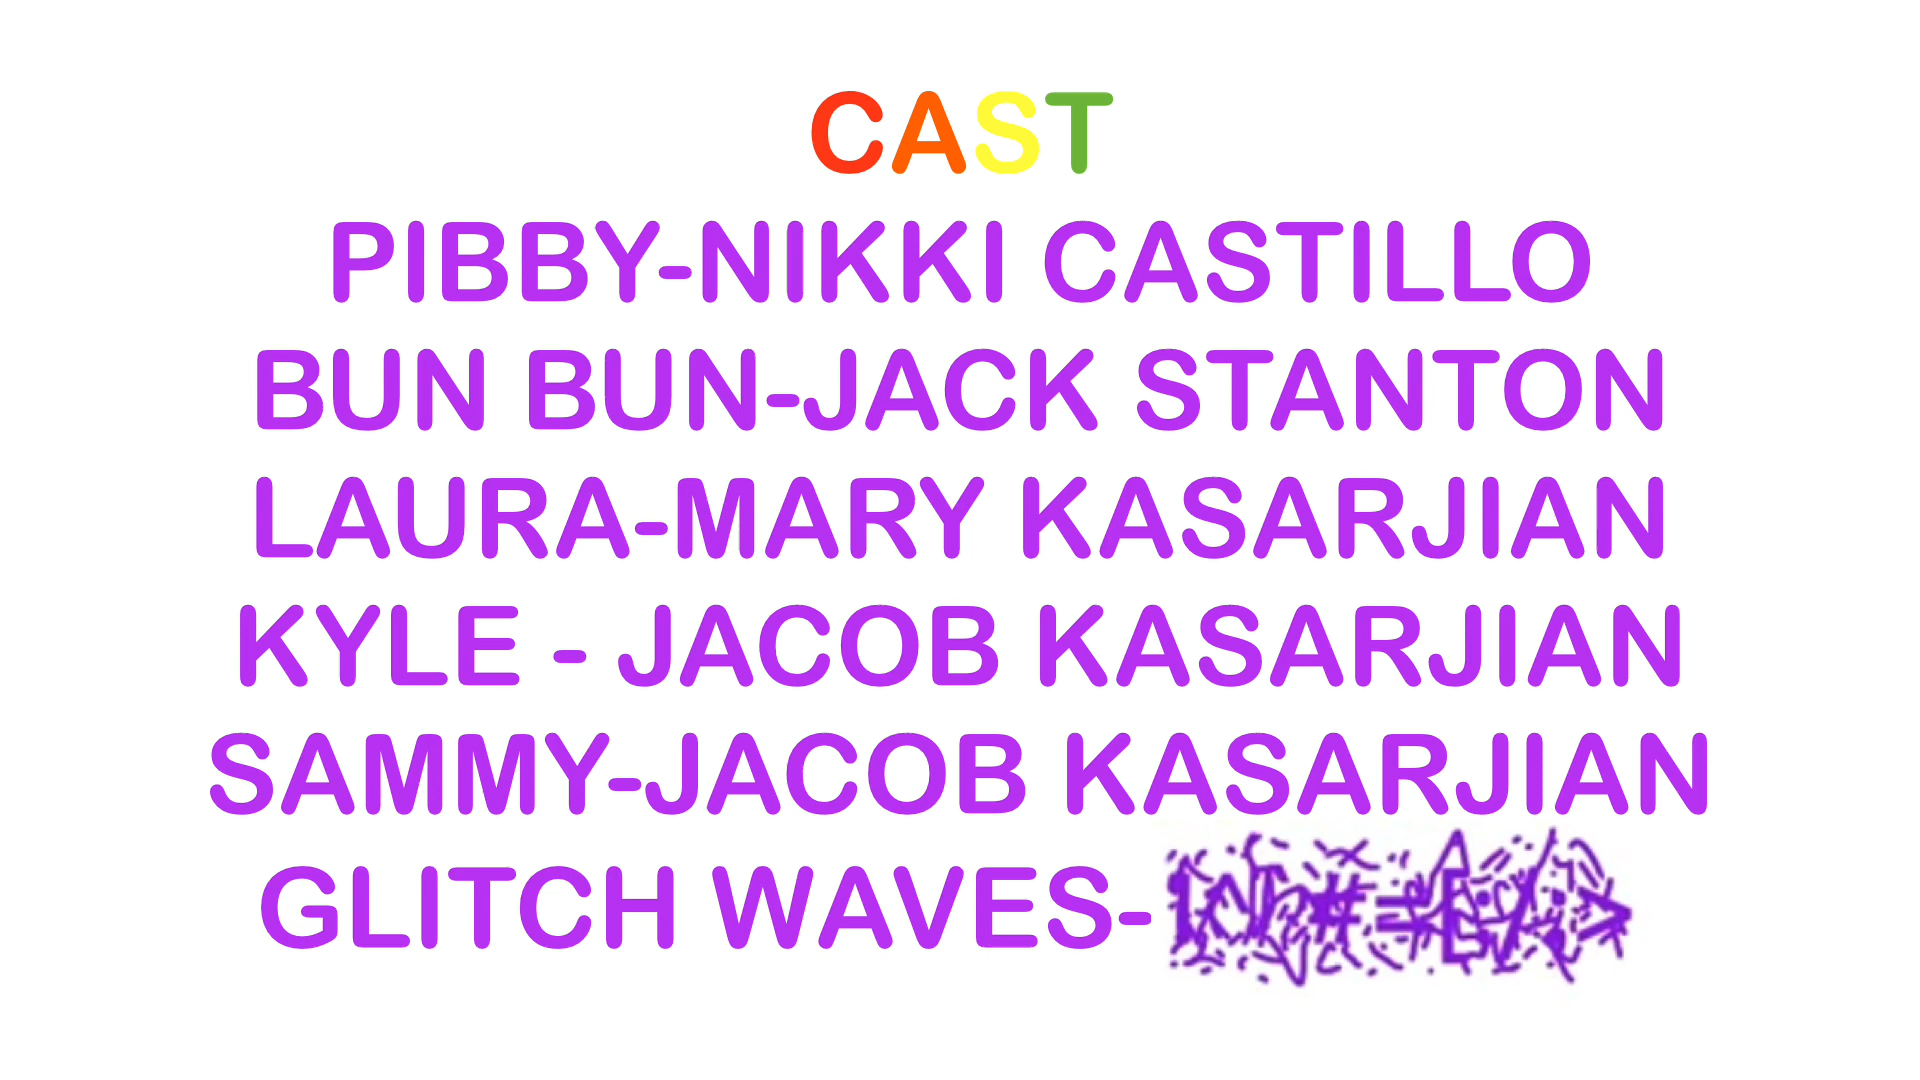 CAST
PIBBY-NIKKI CASTILLO
BUN BUN-JACK STANTON
LAURA-MARY KASARJIAN
KYLE - JACOB KASARJIAN
SAMMY-JACOB KASARJIAN
GLITCH WAVES-